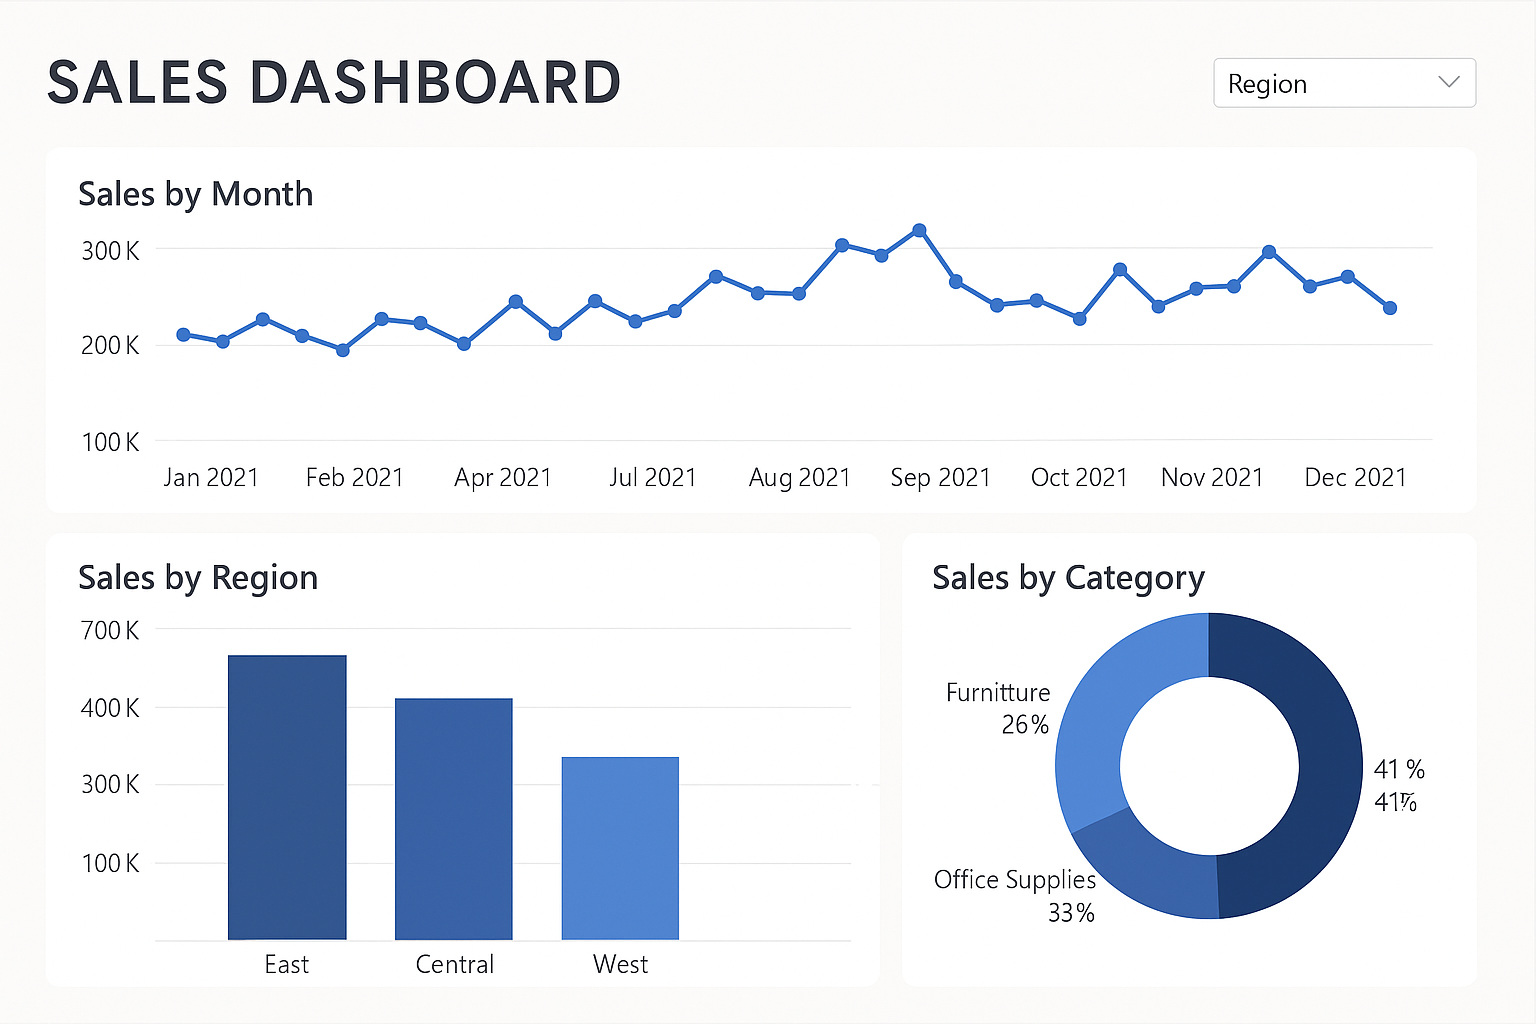 SALES DASHBOARD
Region
Sales by Month
300 K
200 K
100 K
Jan 2021 Feb 2021 Apr 2021 Jul 2021 Aug 2021 Sep 2021 Oct 2021 Nov 2021 Dec 2021
Sales by Region
700 K
400 K
300 K
100 K
East Central West
Sales by Category
Furnitture
26%
41 %
Office Supplies
33%